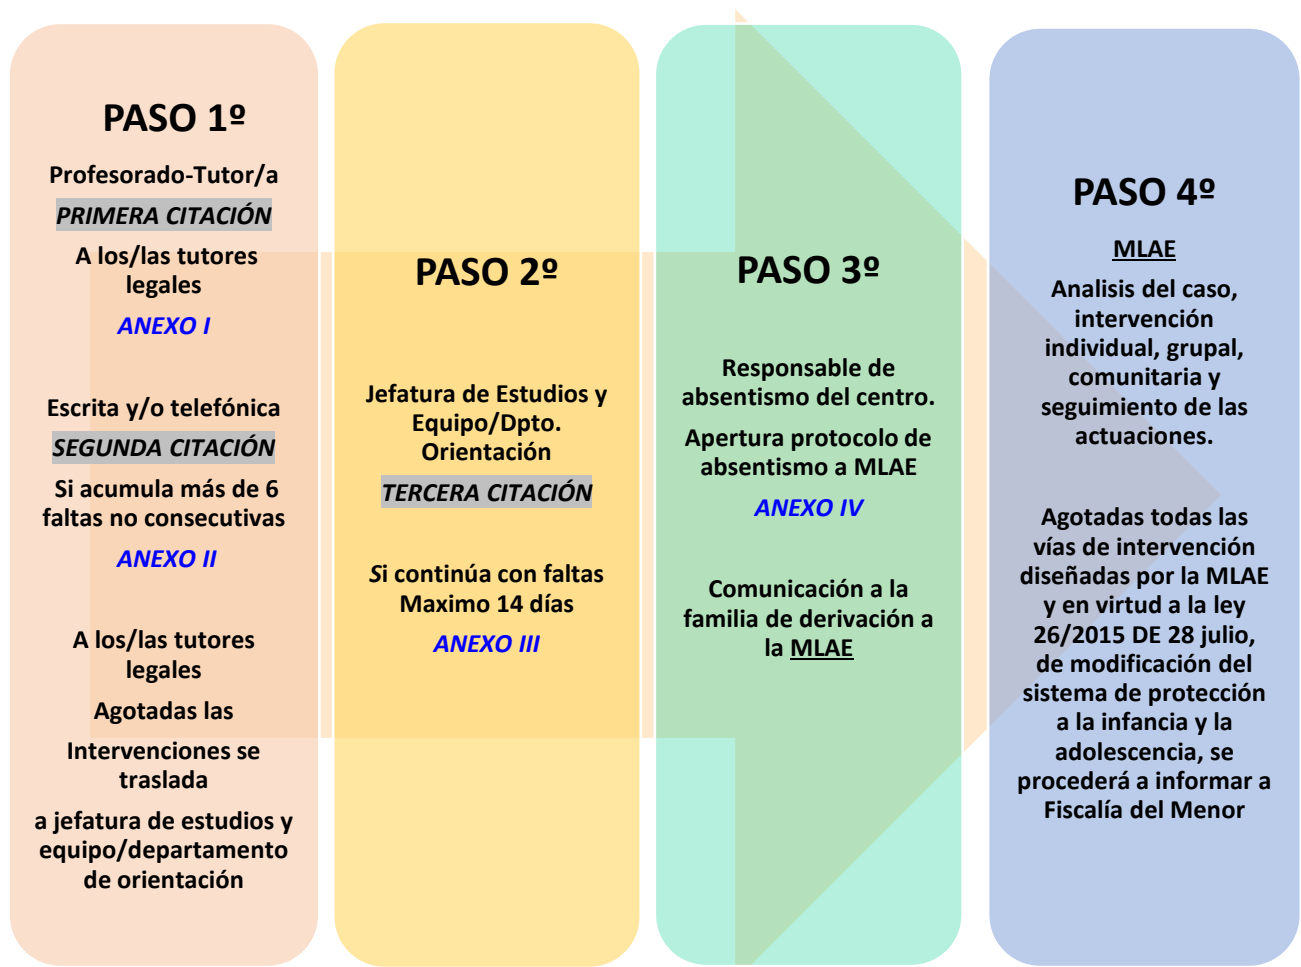 PASO 1º
Profesorado-Tutor/a
PRIMERA CITACIÓN
A los/las tutores
legales
ANEXO I
Escrita y/o telefónica
SEGUNDA CITACIÓN
Si acumula más de 6
faltas no consecutivas
ANEXO II
A los/las tutores
legales
Agotadas las
Intervenciones se
traslada
a jefatura de estudios y
equipo/departamento
de orientación
PASO 2º
Jefatura de Estudios y
Equipo/Dpto.
Orientación
TERCERA CITACIÓN
Si continúa con faltas
Maximo 14 días
ANEXO III
PASO 3º
Responsable de
absentismo del centro.
Apertura protocolo de
absentismo a MLAE
ANEXO IV
Comunicación a la
familia de derivación a
la MLAE
PASO 4º
MLAE
Analisis del caso,
intervención
individual, grupal,
comunitaria y
seguimiento de las
actuaciones.
Agotadas todas las
vías de intervención
diseñadas por la MLAE
y en virtud a la ley
26/2015 DE 28 julio,
de modificación del
sistema de protección
a la infancia y la
adolescencia, se
procederá a informar a
Fiscalía del Menor